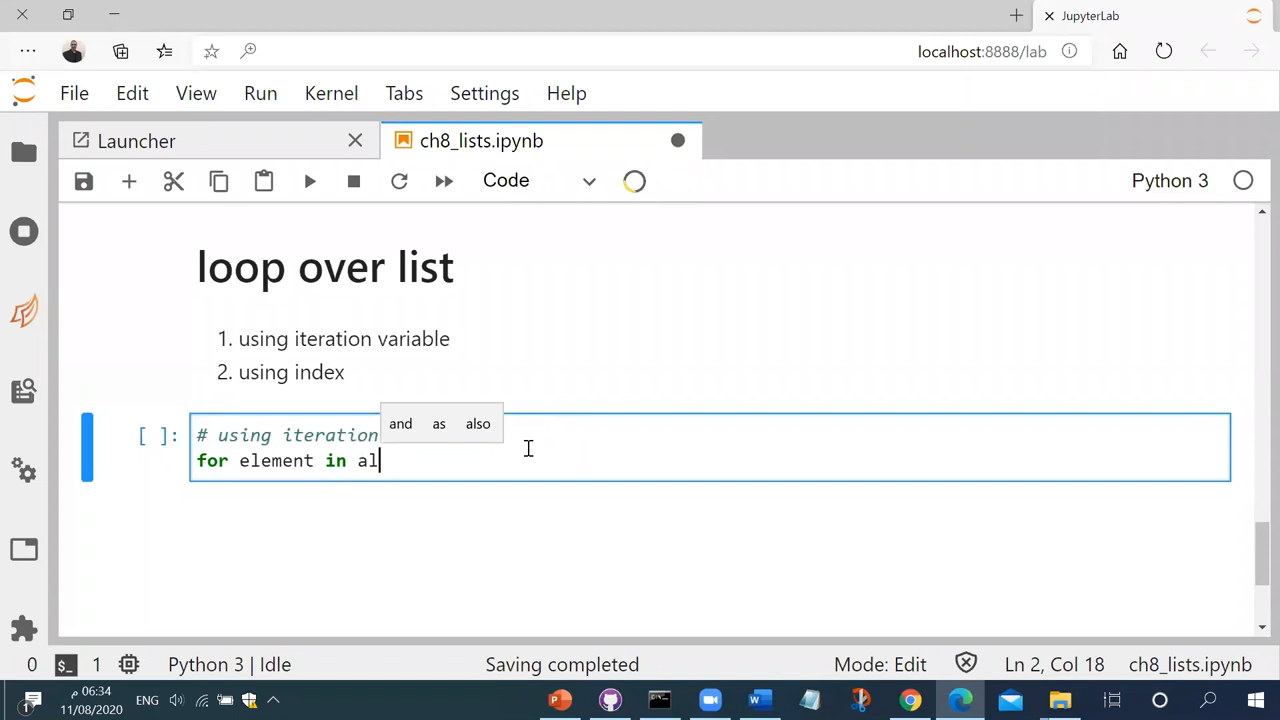 JupyterLab
localhost:8888/lab
File Edit View Run Kernel Tabs Settings Help
Launcher
ch8_lists.ipynb
Code
Python 3
loop over list
1. using iteration variable
2. using index
and as also
[ ]:
# using iteration
for element in al
0
1
Python 3 | Idle
Saving completed
Mode: Edit
Ln 2, Col 18
ch8_lists.ipynb
06:34 م
ENG
11/08/2020